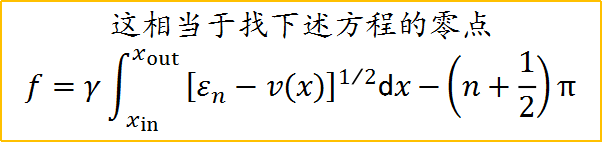 这相当于找下述方程的零点
f = γ ∫_{x_in}^{x_out} [ε_n − v(x)]^{1/2} dx − (n + 1/2) π